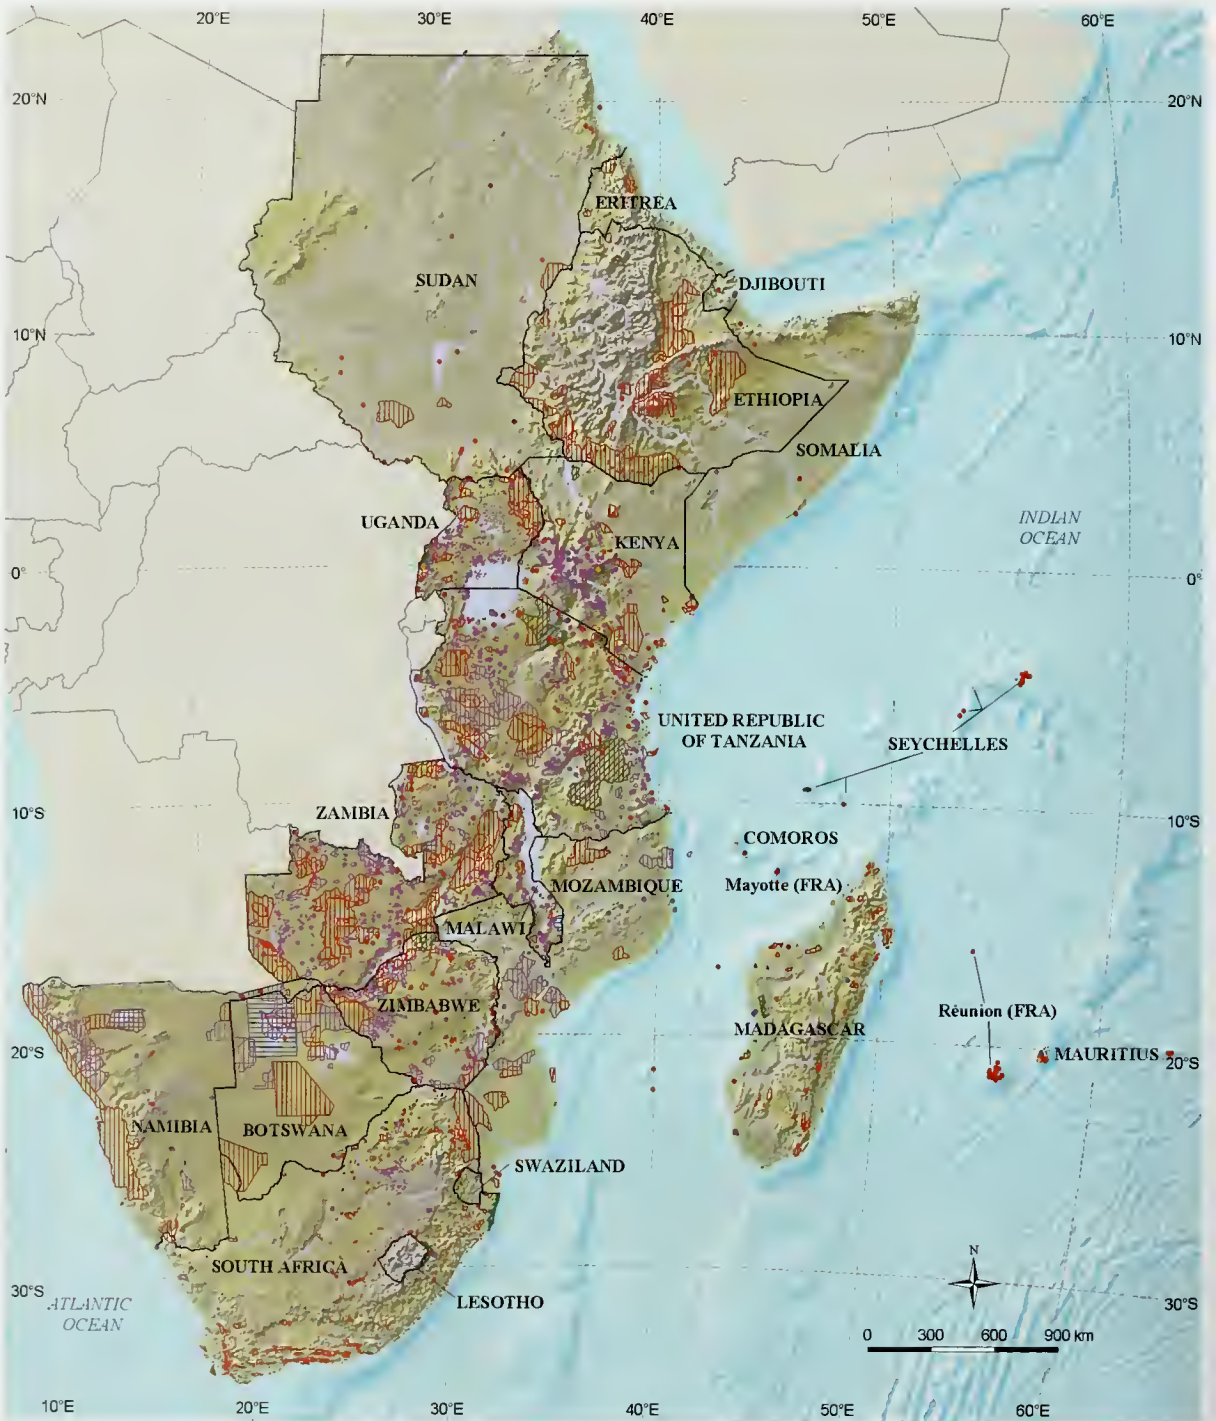 20°E 30°E 40°E 50°E 60°E
20°N 20°N
ERITREA
SUDAN
DJIBOUTI
10°N 10°N
ETHIOPIA
SOMALIA
UGANDA
KENYA
INDIAN
OCEAN
0° 0°
UNITED REPUBLIC
OF TANZANIA
SEYCHELLES
10°S ZAMBIA 10°S
COMOROS
MOZAMBIQUE
Mayotte (FRA)
MALAWI
ZIMBABWE
Réunion (FRA)
MADAGASCAR
20°S MAURITIUS 20°S
NAMIBIA BOTSWANA
SWAZILAND
N
SOUTH AFRICA
LESOTHO
30°S 30°S
ATLANTIC
OCEAN
0 300 600 900 km
10°E 20°E 30°E 40°E 50°E 60°E